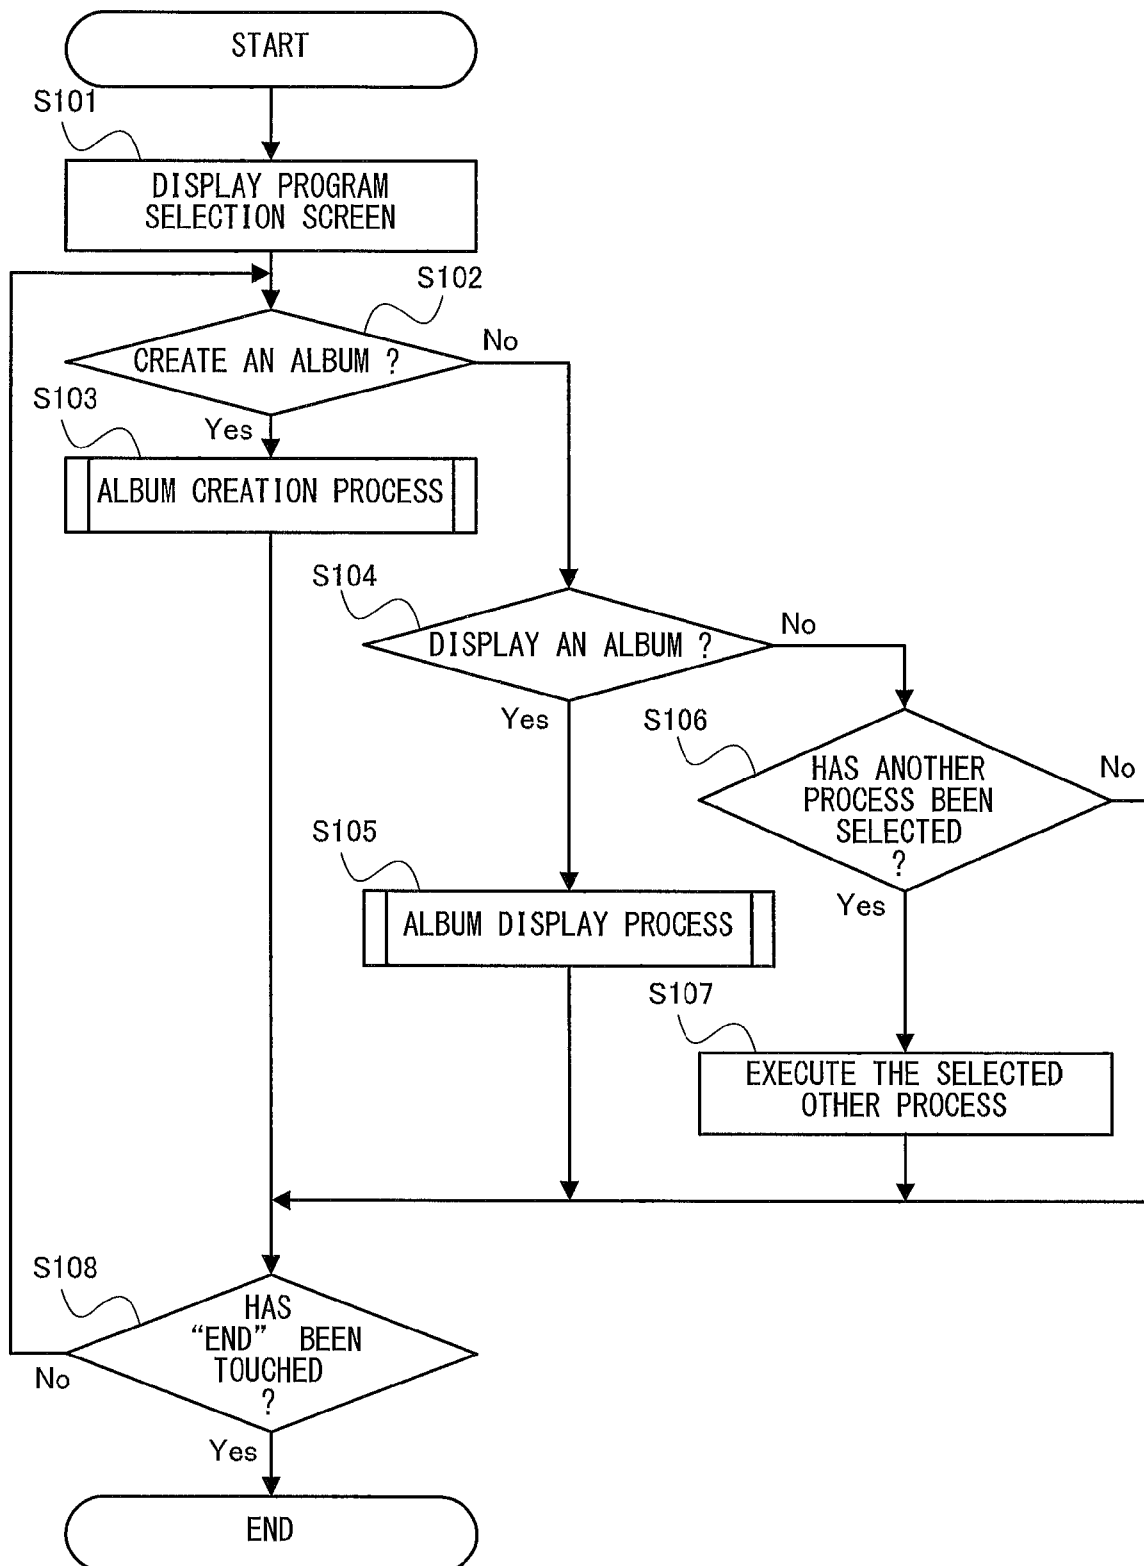 START
S101
DISPLAY PROGRAM
SELECTION SCREEN
S102
CREATE AN ALBUM ?
No
S103
Yes
ALBUM CREATION PROCESS
S104
DISPLAY AN ALBUM ?
No
Yes
S106
HAS ANOTHER
PROCESS BEEN
SELECTED
?
No
Yes
S105
ALBUM DISPLAY PROCESS
S107
EXECUTE THE SELECTED
OTHER PROCESS
S108
HAS
“END” BEEN
TOUCHED
?
No
Yes
END